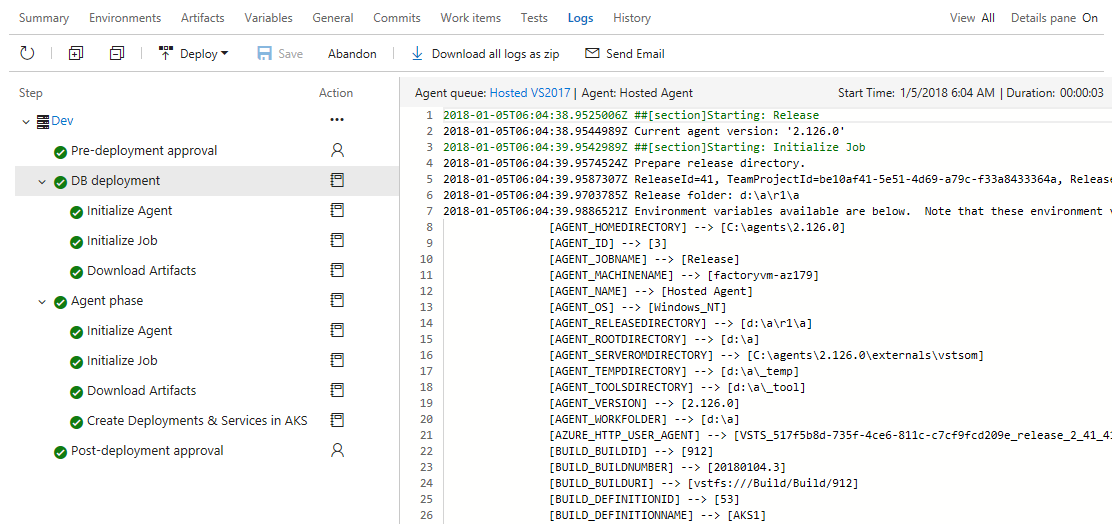 Summary Environments Artifacts Variables General Commits Work items Tests Logs History View All Details pane On
Deploy Save Abandon Download all logs as zip Send Email
Step Action
Dev ...
Pre-deployment approval
DB deployment
Initialize Agent
Initialize Job
Download Artifacts
Agent phase
Initialize Agent
Initialize Job
Download Artifacts
Create Deployments & Services in AKS
Post-deployment approval
Agent queue: Hosted VS2017 | Agent: Hosted Agent Start Time: 1/5/2018 6:04 AM | Duration: 00:00:03
1 2018-01-05T06:04:38.9525006Z ##[section]Starting: Release
2 2018-01-05T06:04:38.9544989Z Current agent version: '2.126.0'
3 2018-01-05T06:04:39.9542989Z ##[section]Starting: Initialize Job
4 2018-01-05T06:04:39.9574524Z Prepare release directory.
5 2018-01-05T06:04:39.9587307Z ReleaseId=41, TeamProjectId=be10af41-5e51-4d69-a79c-f33a8433364a, Releas
6 2018-01-05T06:04:39.9703785Z Release folder: d:\a\r1\a
7 2018-01-05T06:04:39.9886521Z Environment variables available are below.  Note that these environment v
8 [AGENT_HOMEDIRECTORY] --> [C:\agents\2.126.0]
9 [AGENT_ID] --> [3]
10 [AGENT_JOBNAME] --> [Release]
11 [AGENT_MACHINENAME] --> [factoryvm-az179]
12 [AGENT_NAME] --> [Hosted Agent]
13 [AGENT_OS] --> [Windows_NT]
14 [AGENT_RELEASEDIRECTORY] --> [d:\a\r1\a]
15 [AGENT_ROOTDIRECTORY] --> [d:\a]
16 [AGENT_SERVEROMDIRECTORY] --> [C:\agents\2.126.0\externals\vstsom]
17 [AGENT_TEMPDIRECTORY] --> [d:\a\_temp]
18 [AGENT_TOOLSDIRECTORY] --> [d:\a\_tool]
19 [AGENT_VERSION] --> [2.126.0]
20 [AGENT_WORKFOLDER] --> [d:\a]
21 [AZURE_HTTP_USER_AGENT] --> [VSTS_517f5b8d-735f-4ce6-811c-c7cf9fcd209e_release_2_41_41
22 [BUILD_BUILDID] --> [912]
23 [BUILD_BUILDNUMBER] --> [20180104.3]
24 [BUILD_BUILDURI] --> [vstfs:///Build/Build/912]
25 [BUILD_DEFINITIONID] --> [53]
26 [BUILD_DEFINITIONNAME] --> [AKS1]